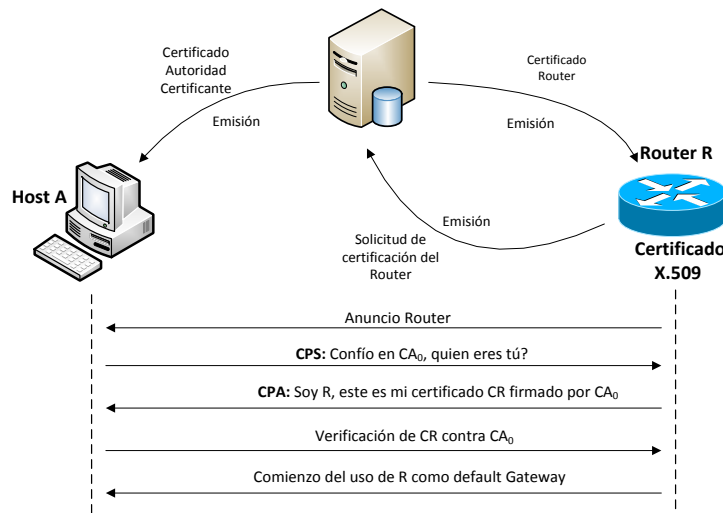 Certificado
Autoridad
Certificante
Emisión
Certificado
Router
Emisión
Router R
Host A
Emisión
Solicitud de
certificación del
Router
Certificado
X.509
Anuncio Router
CPS: Confío en CA₀, quien eres tú?
CPA: Soy R, este es mi certificado CR firmado por CA₀
Verificación de CR contra CA₀
Comienzo del uso de R como default Gateway